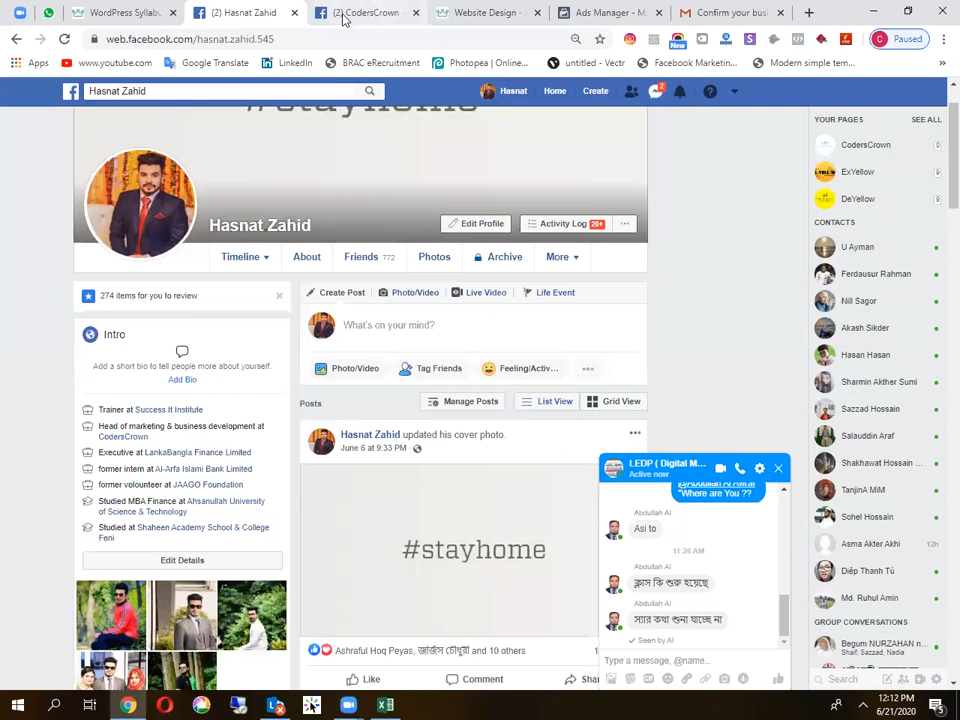 WordPress Syllabu
(2) Hasnat Zahid
(2) CodersCrown -
Website Design -
Ads Manager - M
Confirm your bus
web.facebook.com/hasnat.zahid.545
New
Paused
Apps
www.youtube.com
Google Translate
LinkedIn
BRAC eRecruitment
Photopea | Online...
untitled - Vectr
Facebook Marketin...
Modern simple tem...
Hasnat Zahid
Hasnat
Home
Create
2
#stayhome
Hasnat Zahid
Edit Profile
Activity Log 20+
Timeline
About
Friends 772
Photos
Archive
More
274 items for you to review
Intro
Add a short bio to tell people more about yourself.
Add Bio
Trainer at Success It Institute
Head of marketing & business development at
CodersCrown
Executive at LankaBangla Finance Limited
former intern at Al-Arfa Islami Bank Limited
former volunteer at JAAGO Foundation
Studied MBA Finance at Ahsanullah University
of Science & Technology
Studied at Shaheen Academy School & College
Feni
Edit Details
Create Post
Photo/Video
Live Video
Life Event
What's on your mind?
Photo/Video
Tag Friends
Feeling/Activ...
Posts
Manage Posts
List View
Grid View
Hasnat Zahid updated his cover photo.
June 6 at 9:33 PM
#stayhome
Ashraful Hoq Peyas, জার্জিস চৌধুরী and 10 others
Like
Comment
Sha
LEDP ( Digital M...
Active now
@Abdullah Al Amral
"Where are You ??
Abdullah Al
Asi to
11:26 AM
Abdullah Al
ক্লাস কি শুরু হয়েছে
Abdullah Al
স্যার কথা শুনা যাচ্ছে না
Seen by Al
Type a message, @name...
YOUR PAGES
SEE ALL
CodersCrown
ExYellow
DeYellow
CONTACTS
U Ayman
Ferdausur Rahman
Niil Sagor
Akash Sikder
Hasan Hasan
Sharmin Akther Sumi
Sazzad Hossain
Salauddin Araf
Shakhawat Hossain ...
TanjinA MiM
Sohel Hossain
Asma Akter Akhi 12h
Diêp Thanh Tú
Md. Ruhul Amin
GROUP CONVERSATIONS
Begum NURZAHAN n...
Shaif, Sazzad, Nadia
Search
12:12 PM
6/21/2020
5